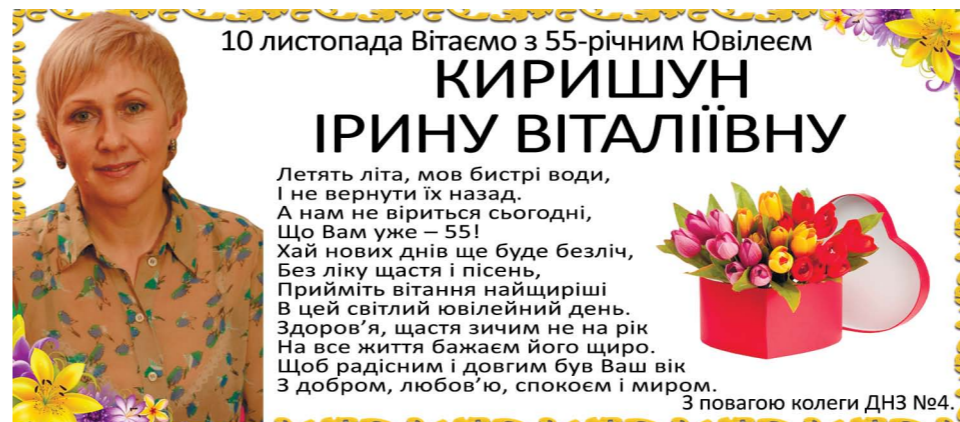 10 листопада Вітаємо з 55-річним Ювілеєм
КИРИШУН
ІРИНУ ВІТАЛІЇВНУ
Летять літа, мов бистрі води,
І не вернути їх назад.
А нам не віриться сьогодні,
Що Вам уже – 55!
Хай нових днів ще буде безліч,
Без ліку щастя і пісень,
Прийміть вітання найщиріші
В цей світлий ювілейний день.
Здоров’я, щастя зичим не на рік
На все життя бажаєм його щиро.
Щоб радісним і довгим був Ваш вік
З добром, любов’ю, спокоєм і миром.
З повагою колеги ДНЗ №4.